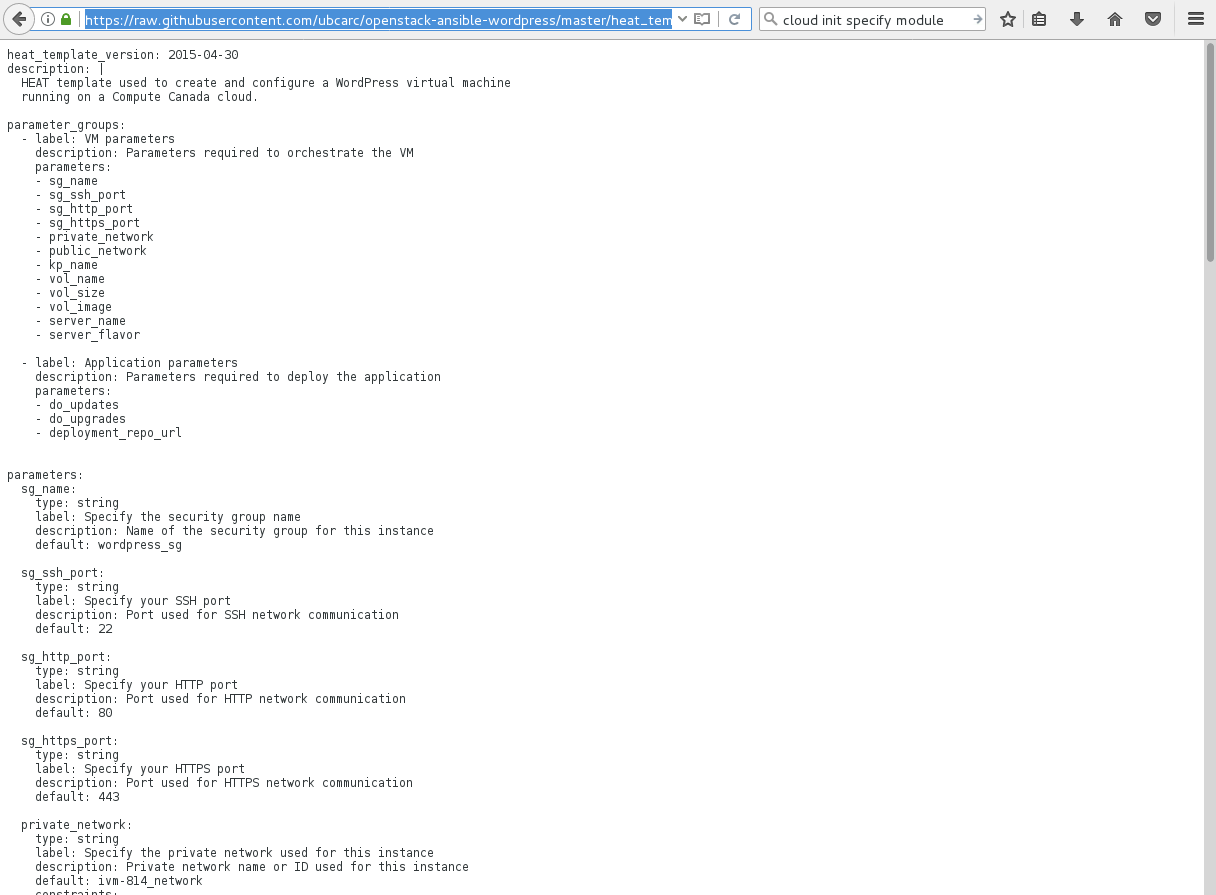 https://raw.githubusercontent.com/ubcarc/openstack-ansible-wordpress/master/heat_tem
cloud init specify module
heat_template_version: 2015-04-30
description: |
  HEAT template used to create and configure a WordPress virtual machine
  running on a Compute Canada cloud.

parameter_groups:
  - label: VM parameters
    description: Parameters required to orchestrate the VM
    parameters:
    - sg_name
    - sg_ssh_port
    - sg_http_port
    - sg_https_port
    - private_network
    - public_network
    - kp_name
    - vol_name
    - vol_size
    - vol_image
    - server_name
    - server_flavor

  - label: Application parameters
    description: Parameters required to deploy the application
    parameters:
    - do_updates
    - do_upgrades
    - deployment_repo_url


parameters:
  sg_name:
    type: string
    label: Specify the security group name
    description: Name of the security group for this instance
    default: wordpress_sg

  sg_ssh_port:
    type: string
    label: Specify your SSH port
    description: Port used for SSH network communication
    default: 22

  sg_http_port:
    type: string
    label: Specify your HTTP port
    description: Port used for HTTP network communication
    default: 80

  sg_https_port:
    type: string
    label: Specify your HTTPS port
    description: Port used for HTTPS network communication
    default: 443

  private_network:
    type: string
    label: Specify the private network used for this instance
    description: Private network name or ID used for this instance
    default: ivm-814_network
    constraints: